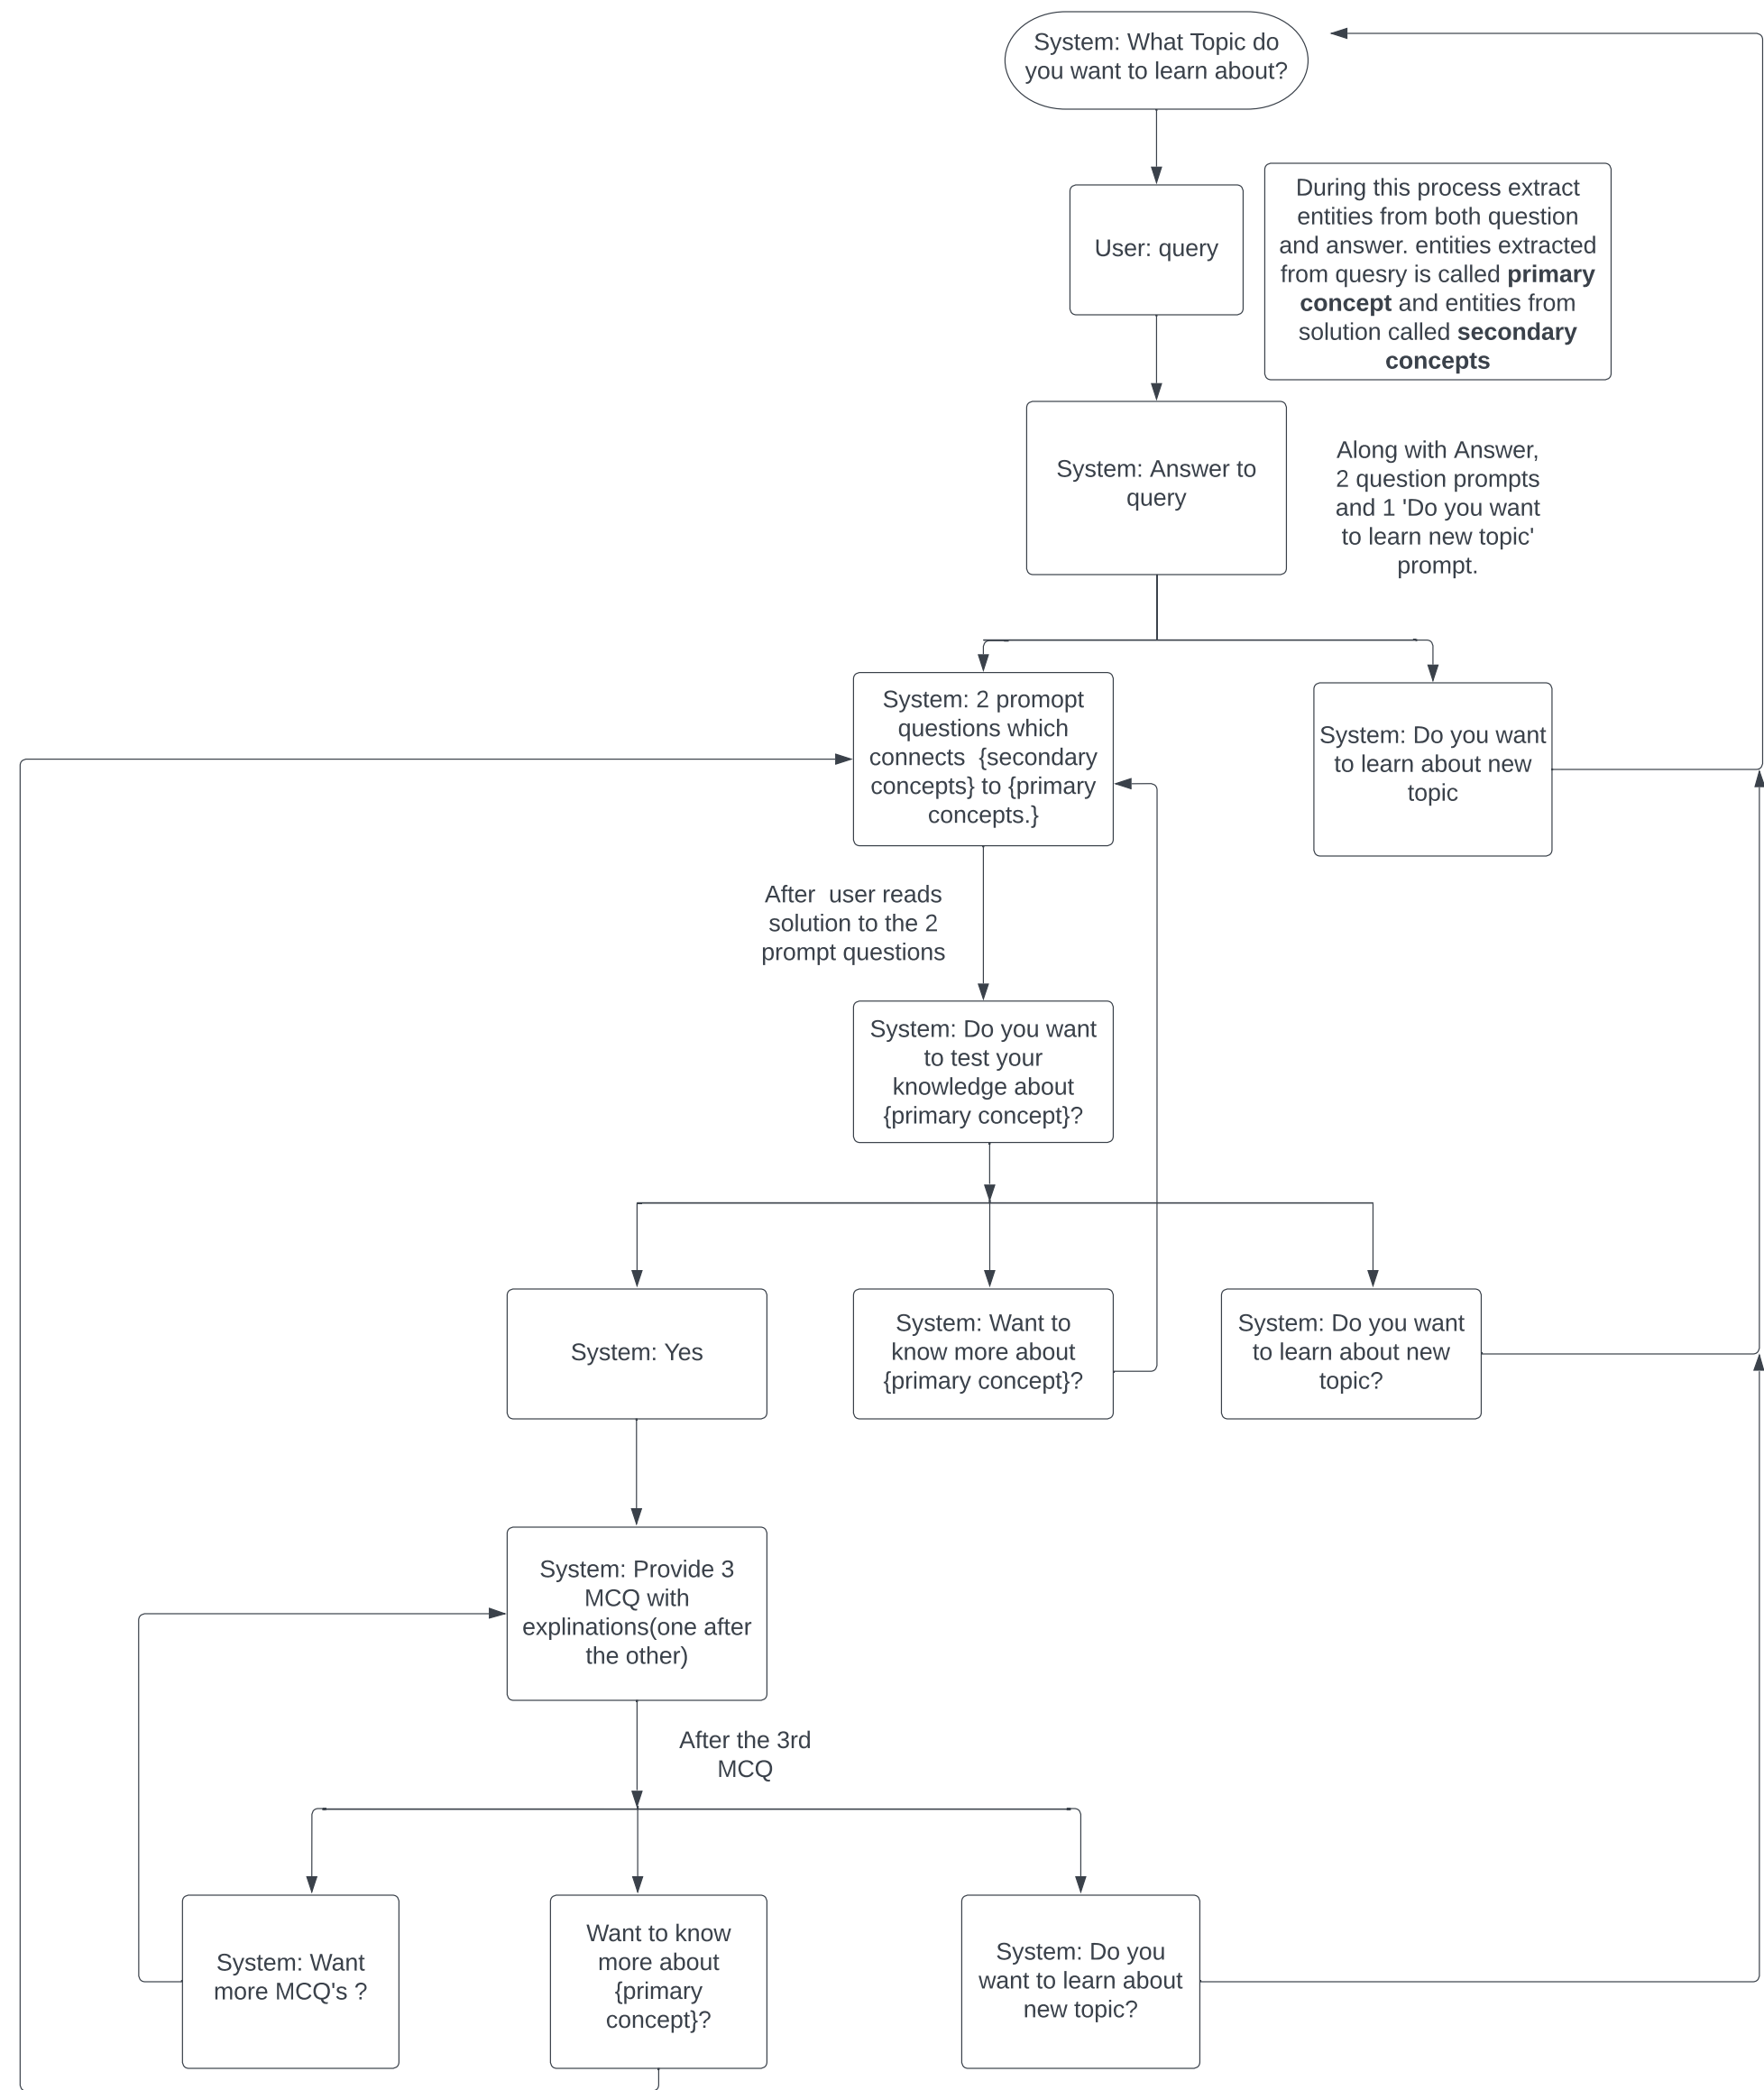 System: What Topic do
you want to learn about?
User: query
During this process extract
entities from both question
and answer. entities extracted
from quesry is called primary
concept and entities from
solution called secondary
concepts
System: Answer to
query
Along with Answer,
2 question prompts
and 1 'Do you want
to learn new topic'
prompt.
System: 2 promopt
questions which
connects {secondary
concepts} to {primary
concepts.}
System: Do you want
to learn about new
topic
After user reads
solution to the 2
prompt questions
System: Do you want
to test your
knowledge about
{primary concept}?
System: Yes
System: Want to
know more about
{primary concept}?
System: Do you want
to learn about new
topic?
System: Provide 3
MCQ with
explinations(one after
the other)
After the 3rd
MCQ
System: Want
more MCQ's ?
Want to know
more about
{primary
concept}?
System: Do you
want to learn about
new topic?